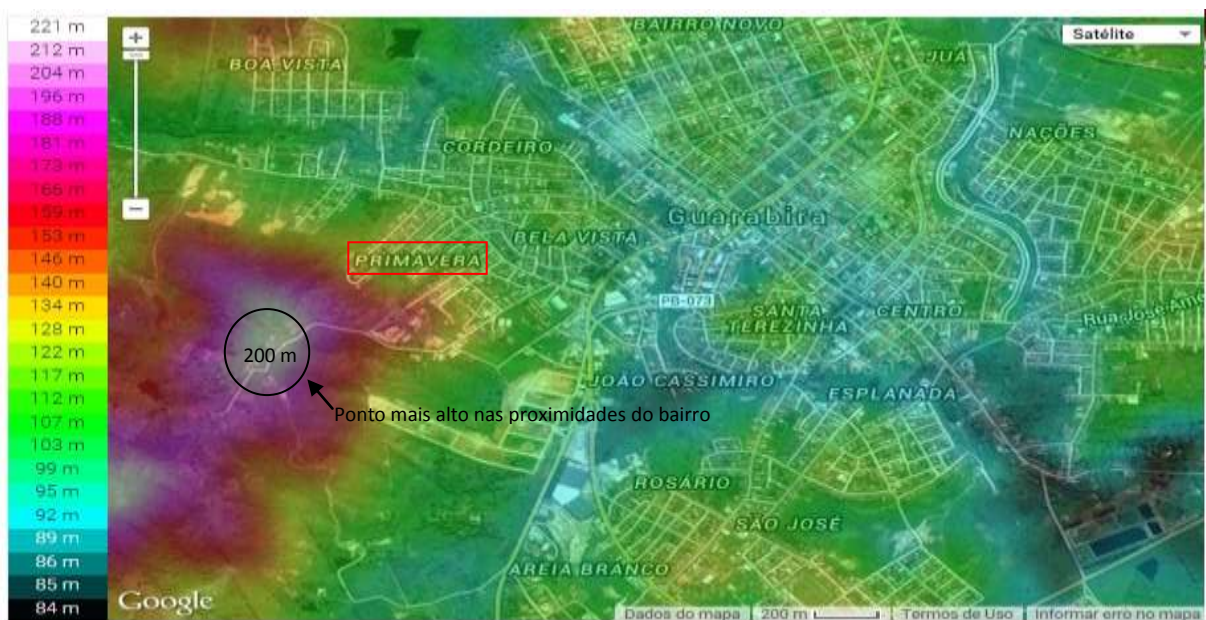 221 m
212 m
204 m
196 m
188 m
181 m
173 m
165 m
159 m
153 m
146 m
140 m
134 m
128 m
122 m
117 m
112 m
107 m
103 m
99 m
95 m
92 m
89 m
86 m
85 m
84 m
+
−
Satélite
BAIRRO NOVO
JUÁ
BOA VISTA
NAÇÕES
CORDEIRO
Guarabira
BELA VISTA
PRIMAVERA
PB-073
SANTA
TEREZINHA
CENTRO
Rua José Amé
200 m
JOÃO CASSIMIRO
ESPLANADA
Ponto mais alto nas proximidades do bairro
ROSÁRIO
SÃO JOSÉ
AREIA BRANCO
Google
Dados do mapa
200 m
Termos de Uso
Informar erro no mapa